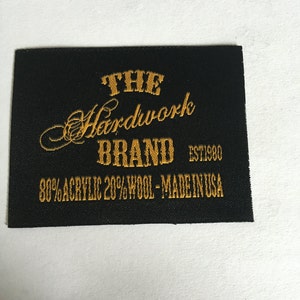 THE
Hardwork
BRAND EST.1980
80% ACRYLIC 20% WOOL - MADE IN USA